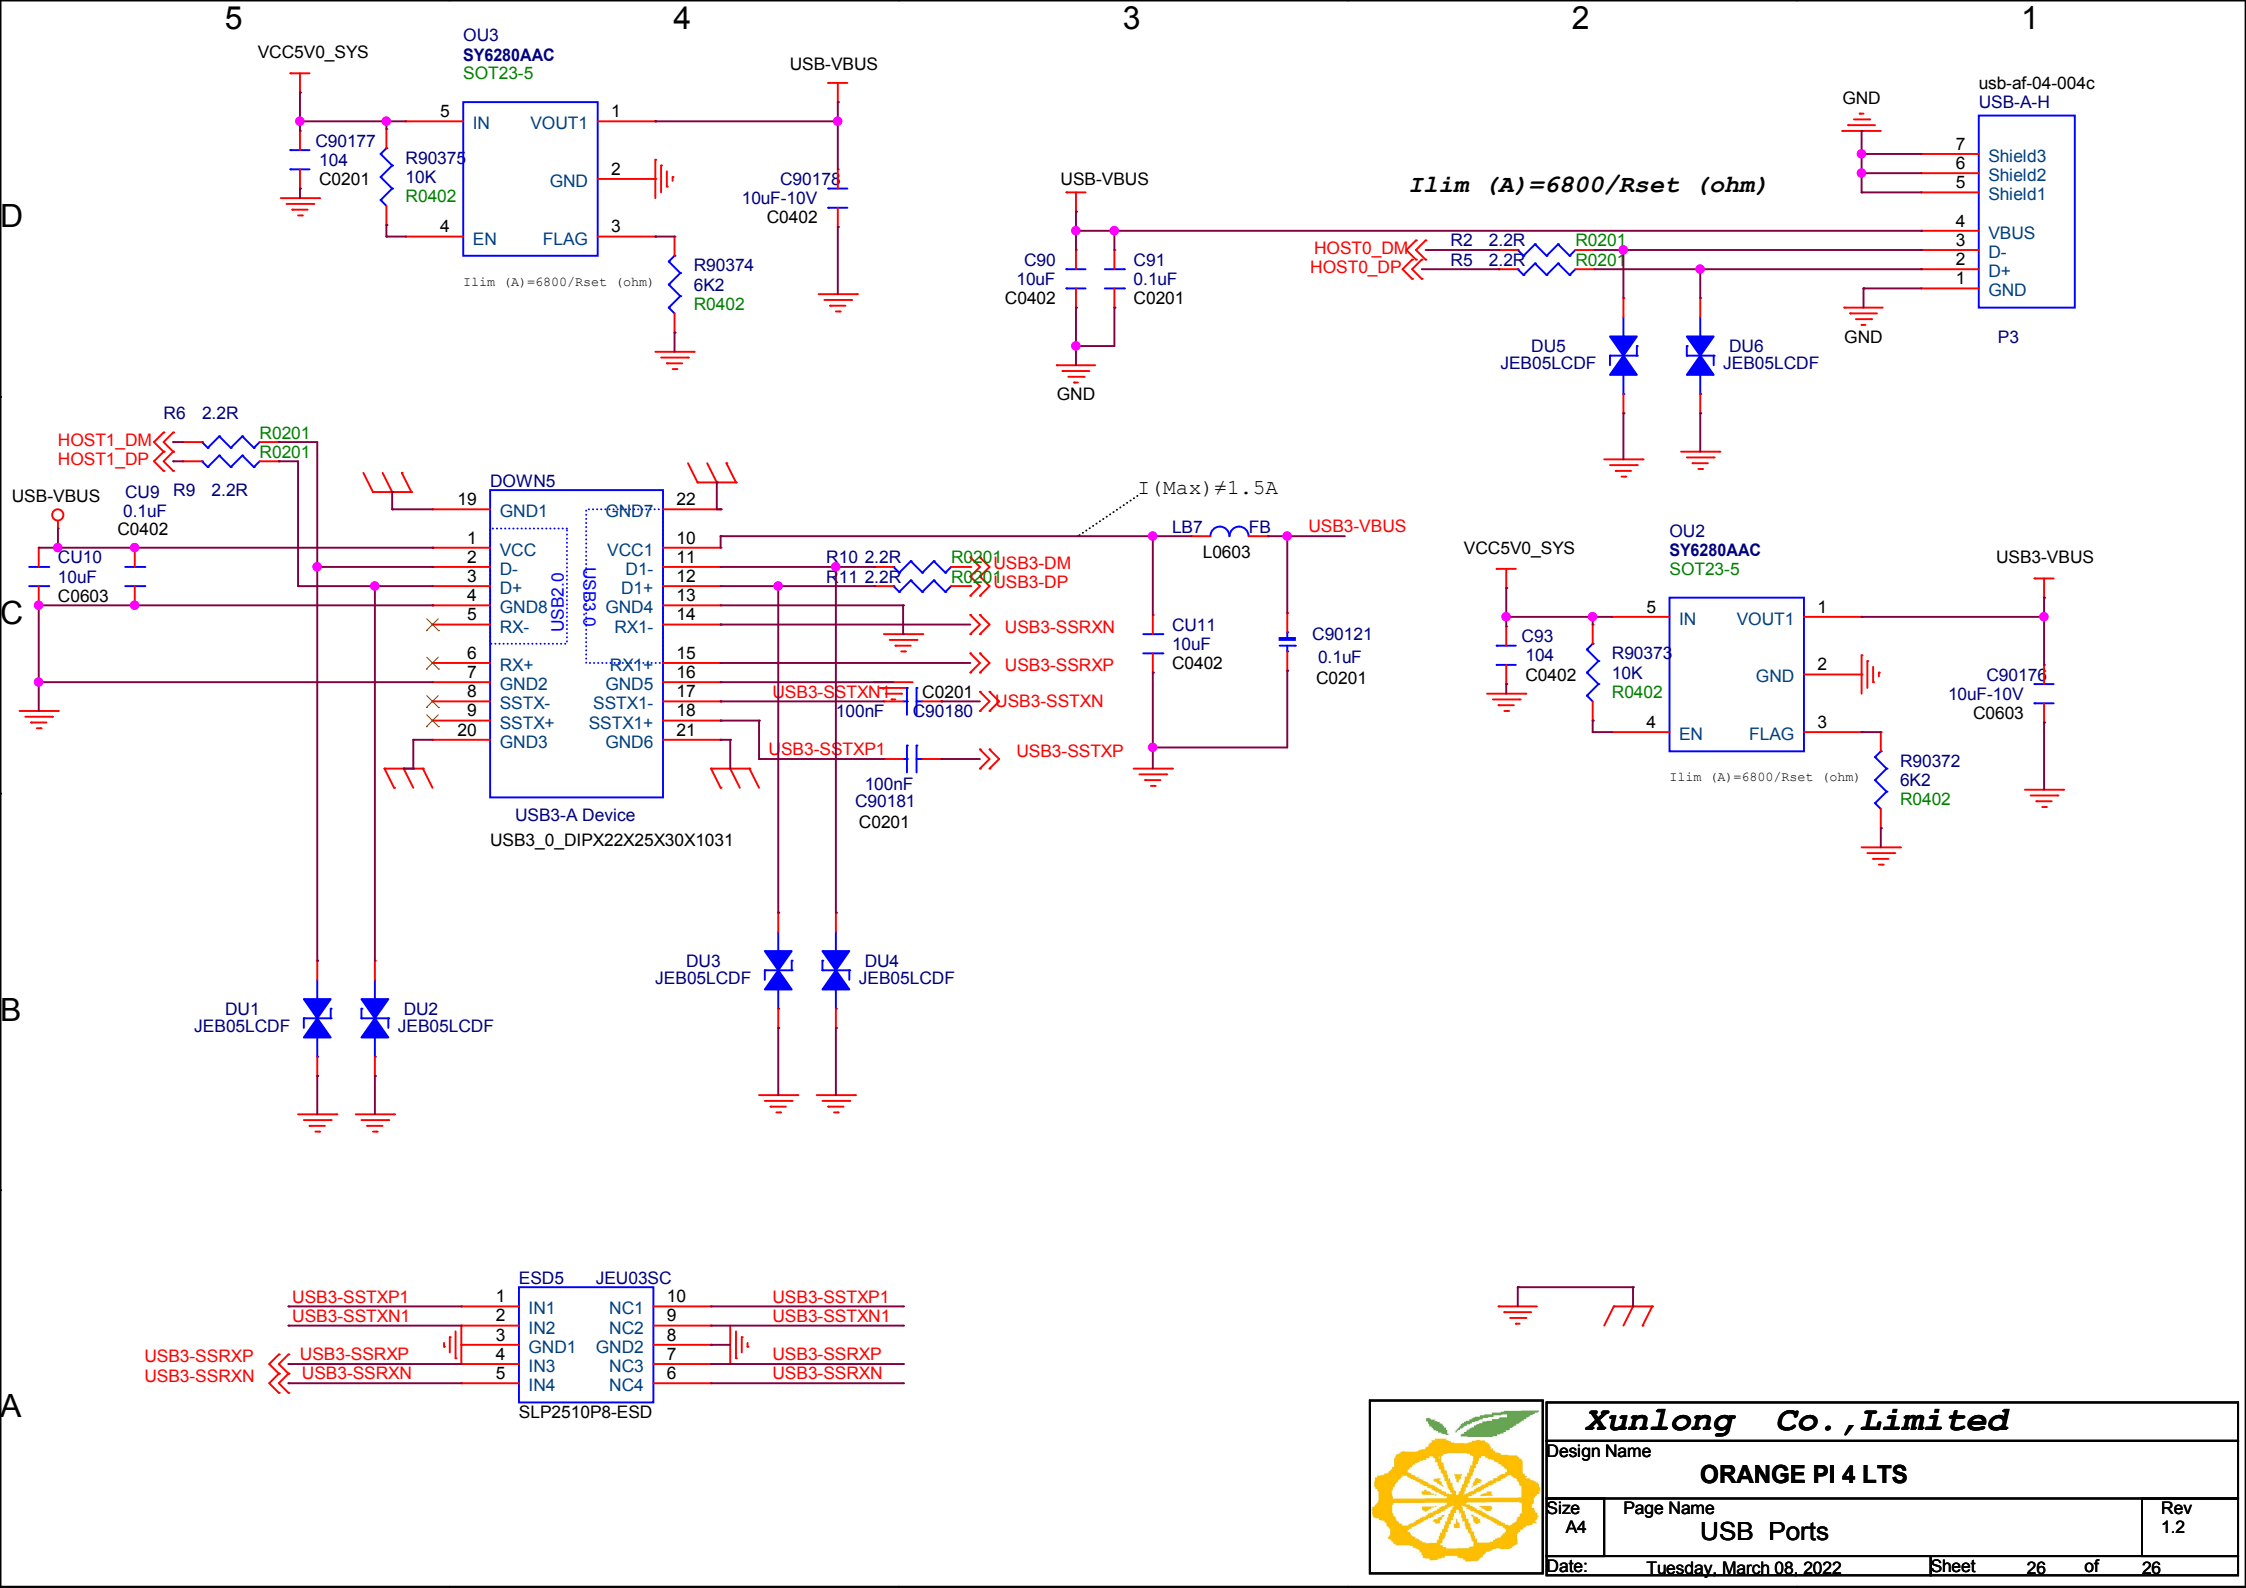 5
4
3
2
1
D
C
B
A
VCC5V0_SYS
OU3
SY6280AAC
SOT23-5
USB-VBUS
5
IN
VOUT1
1
C90177
104
C0201
R90375
10K
R0402
GND
2
C90178
10uF-10V
C0402
4
EN
FLAG
3
Ilim (A)=6800/Rset (ohm)
R90374
6K2
R0402
USB-VBUS
C90
10uF
C0402
C91
0.1uF
C0201
GND
Ilim (A)=6800/Rset (ohm)
HOST0_DM
R2 2.2R
R0201
HOST0_DP
R5 2.2R
R0201
GND
usb-af-04-004c
USB-A-H
7
Shield3
6
Shield2
5
Shield1
4
VBUS
3
D-
2
D+
1
GND
GND
P3
DU5
JEB05LCDF
DU6
JEB05LCDF
R6 2.2R
HOST1_DM
R0201
HOST1_DP
R0201
R9 2.2R
USB-VBUS
CU9
0.1uF
C0402
CU10
10uF
C0603
DOWN5
19
GND1
1
VCC
2
D-
3
D+
4
GND8
5
RX-
6
RX+
7
GND2
8
SSTX-
9
SSTX+
20
GND3
USB2.0
USB3.0
GND7
22
VCC1
10
D1-
11
D1+
12
GND4
13
RX1-
14
RX1+
15
GND5
16
SSTX1-
17
SSTX1+
18
GND6
21
USB3-A Device
USB3_0_DIPX22X25X30X1031
I(Max)≠1.5A
R10 2.2R
R0201
USB3-DM
R11 2.2R
R0201
USB3-DP
USB3-SSRXN
USB3-SSRXP
USB3-SSTXN1
C0201
100nF
C90180
USB3-SSTXN
USB3-SSTXP1
USB3-SSTXP
100nF
C90181
C0201
LB7
FB
L0603
USB3-VBUS
CU11
10uF
C0402
C90121
0.1uF
C0201
VCC5V0_SYS
OU2
SY6280AAC
SOT23-5
USB3-VBUS
5
IN
VOUT1
1
C93
104
C0402
R90373
10K
R0402
GND
2
C90176
10uF-10V
C0603
4
EN
FLAG
3
Ilim (A)=6800/Rset (ohm)
R90372
6K2
R0402
DU1
JEB05LCDF
DU2
JEB05LCDF
DU3
JEB05LCDF
DU4
JEB05LCDF
ESD5
JEU03SC
USB3-SSTXP1
1
IN1
NC1
10
USB3-SSTXP1
USB3-SSTXN1
2
IN2
NC2
9
USB3-SSTXN1
3
GND1
GND2
8
USB3-SSRXP
USB3-SSRXP
4
IN3
NC3
7
USB3-SSRXP
USB3-SSRXN
USB3-SSRXN
5
IN4
NC4
6
USB3-SSRXN
SLP2510P8-ESD
Xunlong Co.,Limited
Design Name
ORANGE PI 4 LTS
Size
A4
Page Name
USB Ports
Rev
1.2
Date:
Tuesday, March 08, 2022
Sheet 26 of 26